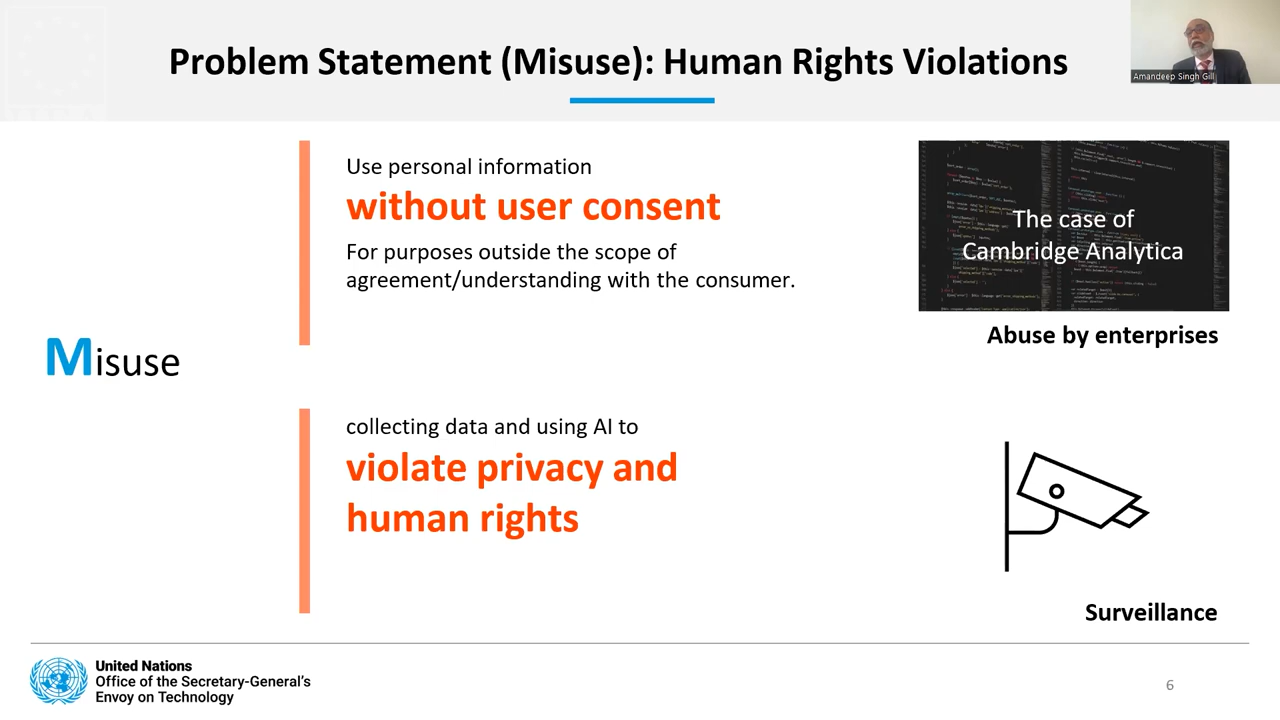 Problem Statement (Misuse): Human Rights Violations
Amandeep Singh Gill
Use personal information
without user consent
For purposes outside the scope of
agreement/understanding with the consumer.
The case of
Cambridge Analytica
Abuse by enterprises
Misuse
collecting data and using AI to
violate privacy and
human rights
Surveillance
United Nations
Office of the Secretary-General's
Envoy on Technology
6